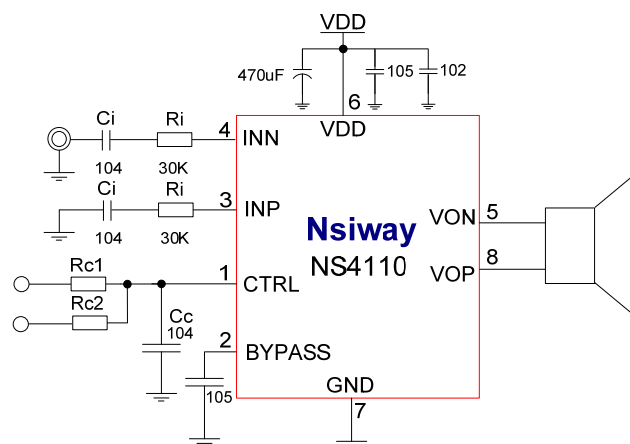 VDD
470uF
105
102
6
VDD
Ci
Ri
4
INN
104
30K
Ci
Ri
3
INP
104
30K
Nsiway
NS4110
VON
5
VOP
8
Rc1
1
CTRL
Rc2
Cc
104
2
BYPASS
105
GND
7